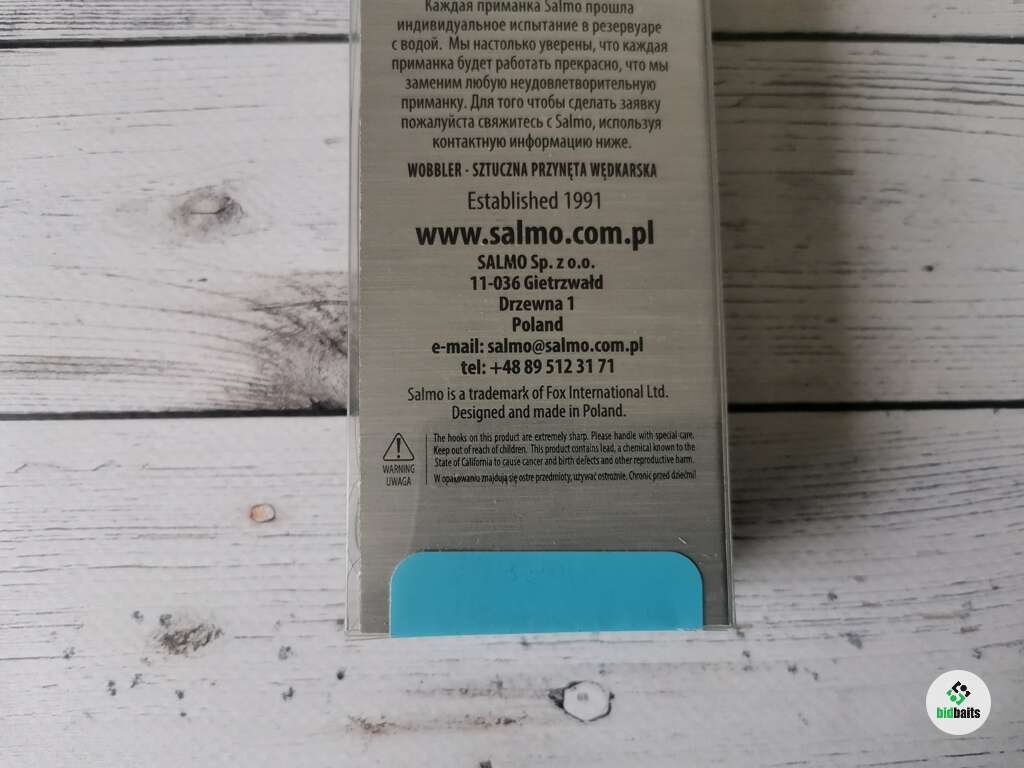 Каждая приманка Salmo прошла
индивидуальное испытание в резервуаре
с водой. Мы настолько уверены, что каждая
приманка будет работать прекрасно, что мы
заменим любую неудовлетворительную
приманку. Для того чтобы сделать заявку
пожалуйста свяжитесь с Salmo, используя
контактную информацию ниже.
WOBBLER - SZTUCZNA PRZYNĘTA WĘDKARSKA
Established 1991
www.salmo.com.pl
SALMO Sp. z o.o.
11-036 Gietrzwałd
Drzewna 1
Poland
e-mail: salmo@salmo.com.pl
tel: +48 89 512 31 71
Salmo is a trademark of Fox International Ltd.
Designed and made in Poland.
The hooks on this product are extremely sharp. Please handle with special care.
Keep out of reach of children. This product contains lead, a chemical known to the
State of California to cause cancer and birth defects and other reproductive harm.
WARNING
UWAGA
W opakowaniu znajdują się ostre przedmioty, używać ostrożnie. Chronic przed dziećmi!
bidbaits